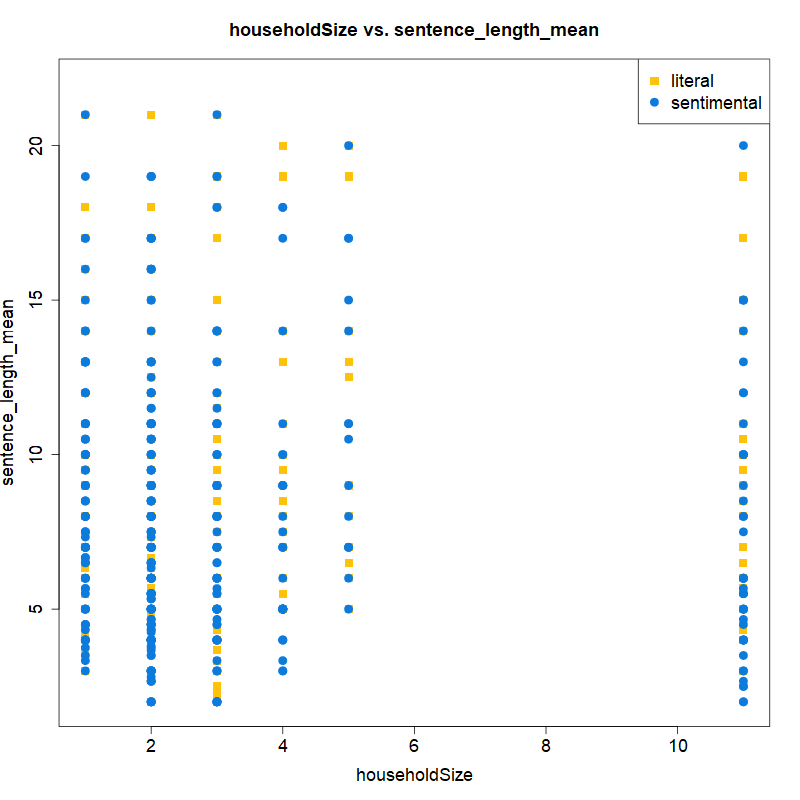 householdSize vs. sentence_length_mean
literal
sentimental
sentence_length_mean
20
15
10
5
2 4 6 8 10
householdSize